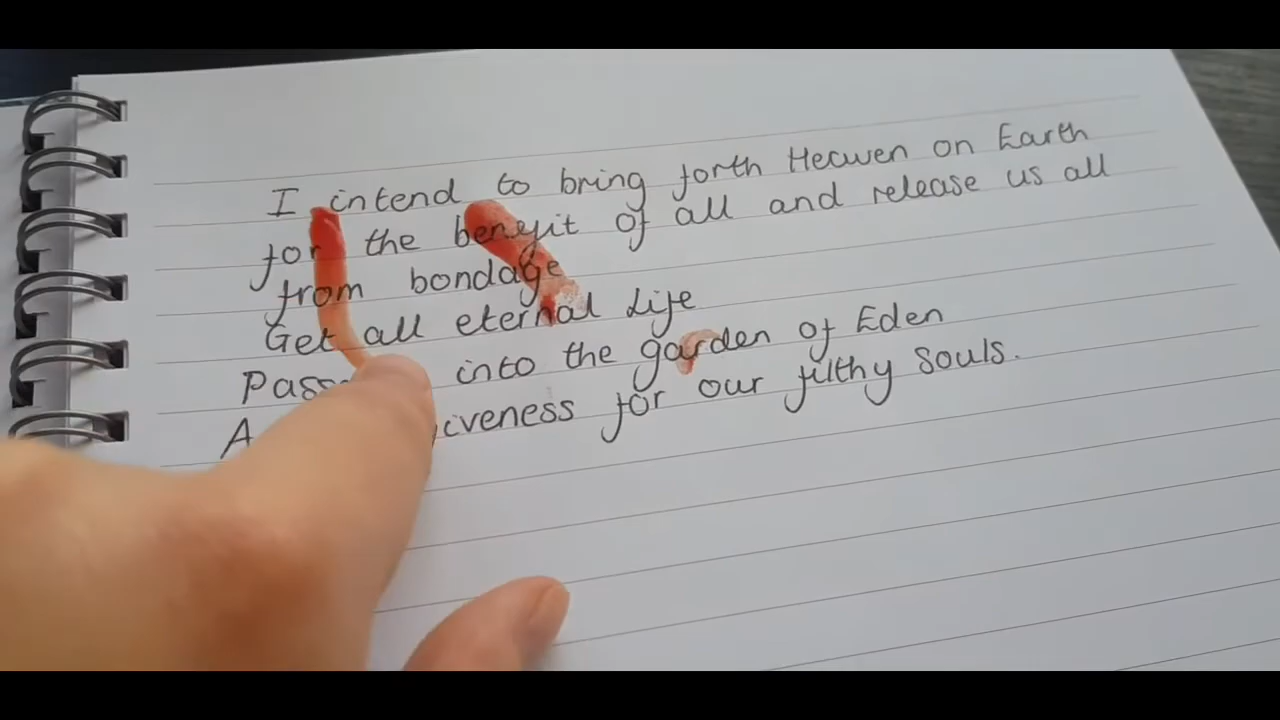 I intend to bring forth Heaven on Earth
for the benefit of all and release us all
from bondage
Get all eternal Life
into the garden of Eden
for our filthy Souls.